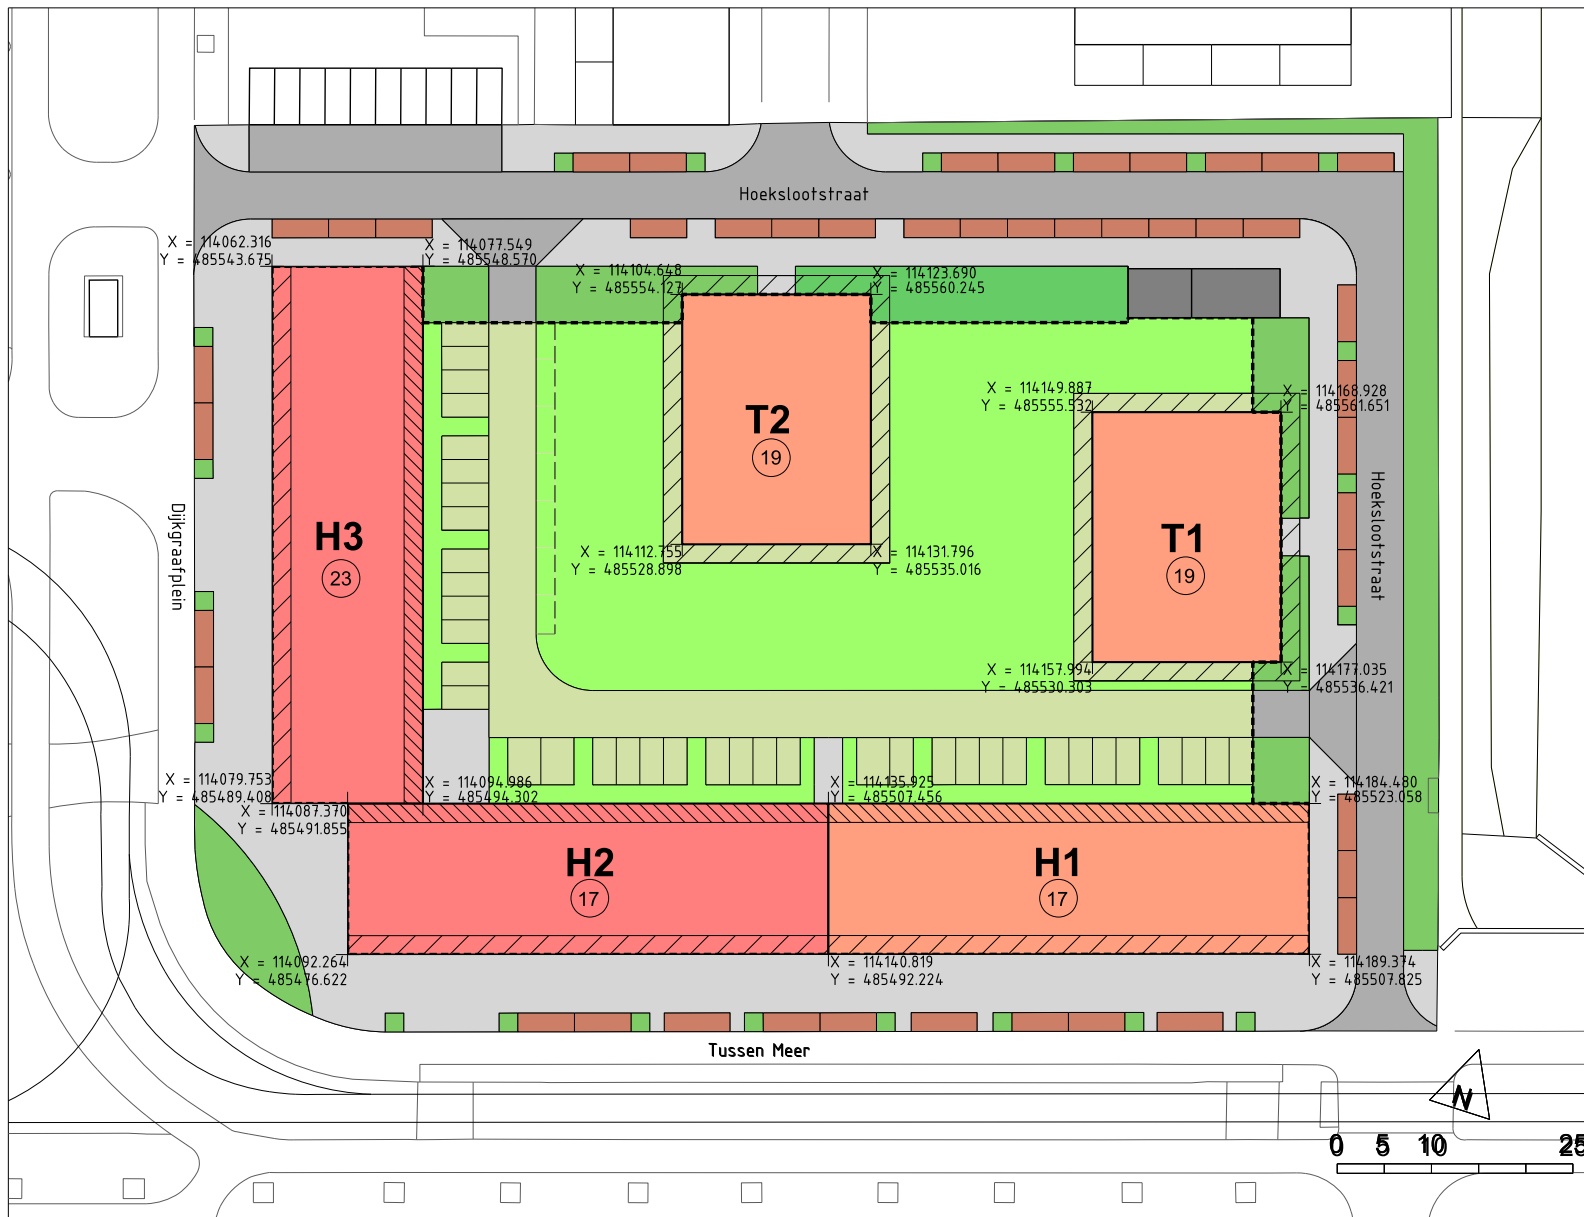 Hoekslootstraat
X = 114062.316
Y = 485543.675
X = 114077.549
Y = 485548.570
X = 114104.648
Y = 485554.127
X = 114123.690
Y = 485560.245
X = 114149.887
Y = 485555.532
X = 114168.928
Y = 485561.651
T2
19
H3
23
T1
19
Dijkgraafplein
Hoekslootstraat
X = 114112.755
Y = 485528.898
X = 114131.796
Y = 485535.016
X = 114157.994
Y = 485530.303
X = 114177.035
Y = 485536.421
X = 114079.753
Y = 485489.408
X = 114094.986
Y = 485494.302
X = 114087.370
Y = 485491.855
X = 114135.925
Y = 485507.456
X = 114184.480
Y = 485523.058
H2
17
H1
17
X = 114092.264
Y = 485476.622
X = 114140.819
Y = 485492.224
X = 114189.374
Y = 485507.825
Tussen Meer
N
0 5 10 25